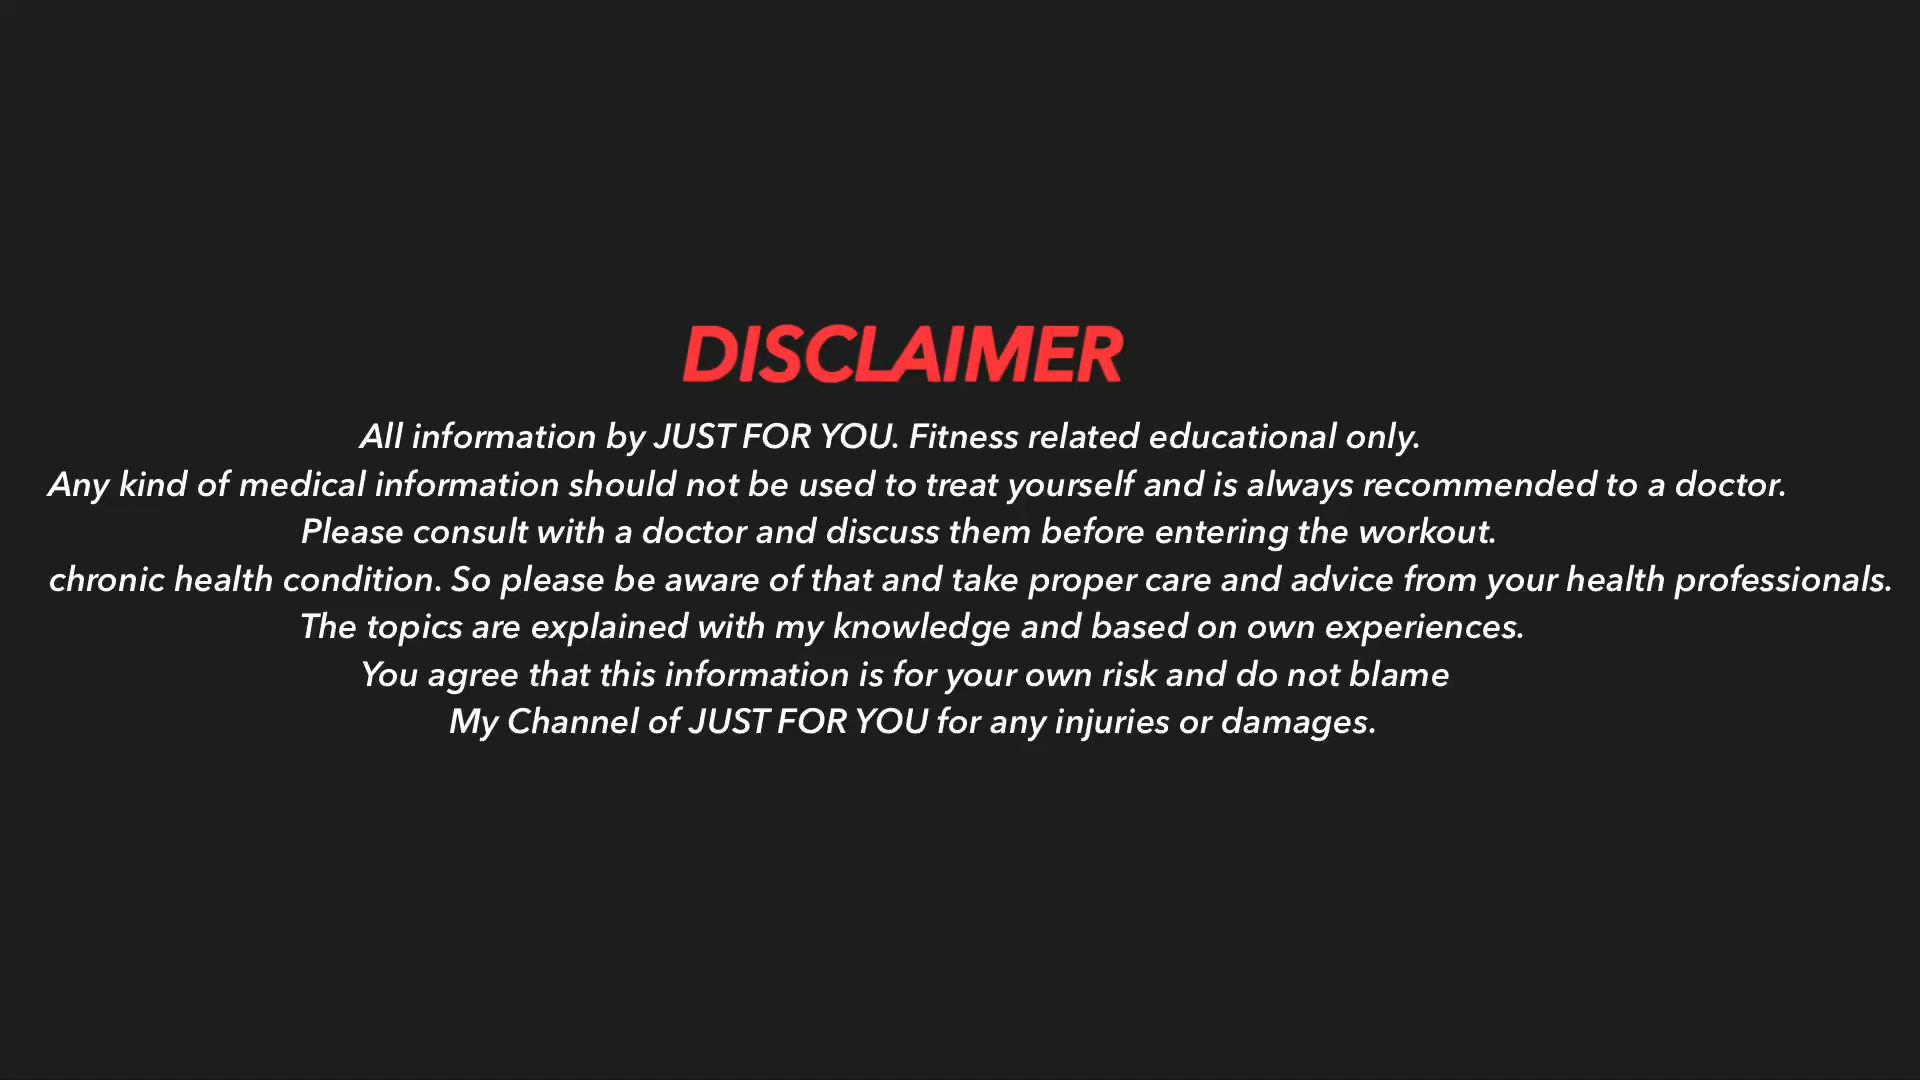 DISCLAIMER
All information by JUST FOR YOU. Fitness related educational only.
Any kind of medical information should not be used to treat yourself and is always recommended to a doctor.
Please consult with a doctor and discuss them before entering the workout.
chronic health condition. So please be aware of that and take proper care and advice from your health professionals.
The topics are explained with my knowledge and based on own experiences.
You agree that this information is for your own risk and do not blame
My Channel of JUST FOR YOU for any injuries or damages.